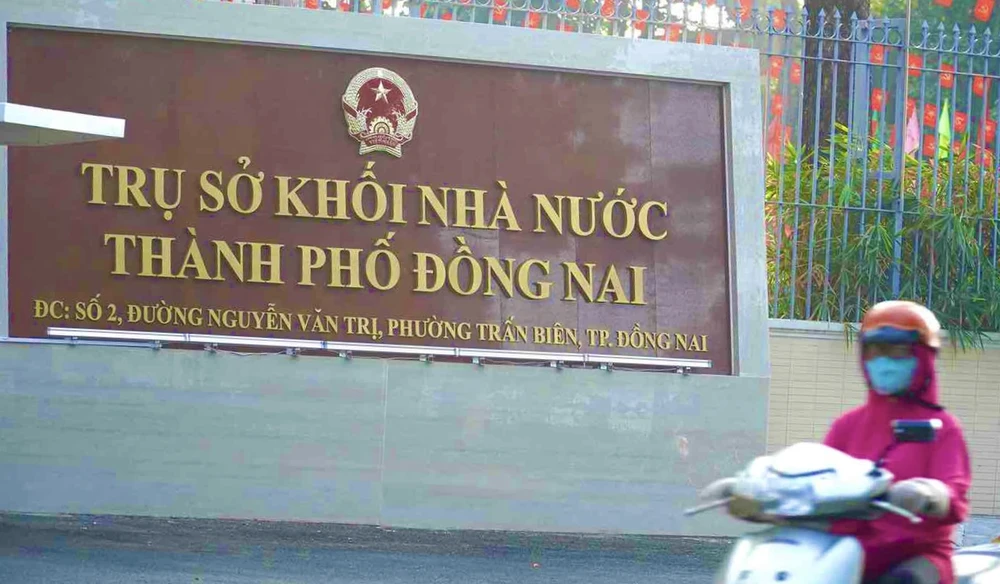 TRỤ SỞ KHỐI NHÀ NƯỚC
THÀNH PHỐ ĐỒNG NAI
ĐC: SỐ 2, ĐƯỜNG NGUYỄN VĂN TRỊ, PHƯỜNG TRẤN BIÊN, TP. ĐỒNG NAI